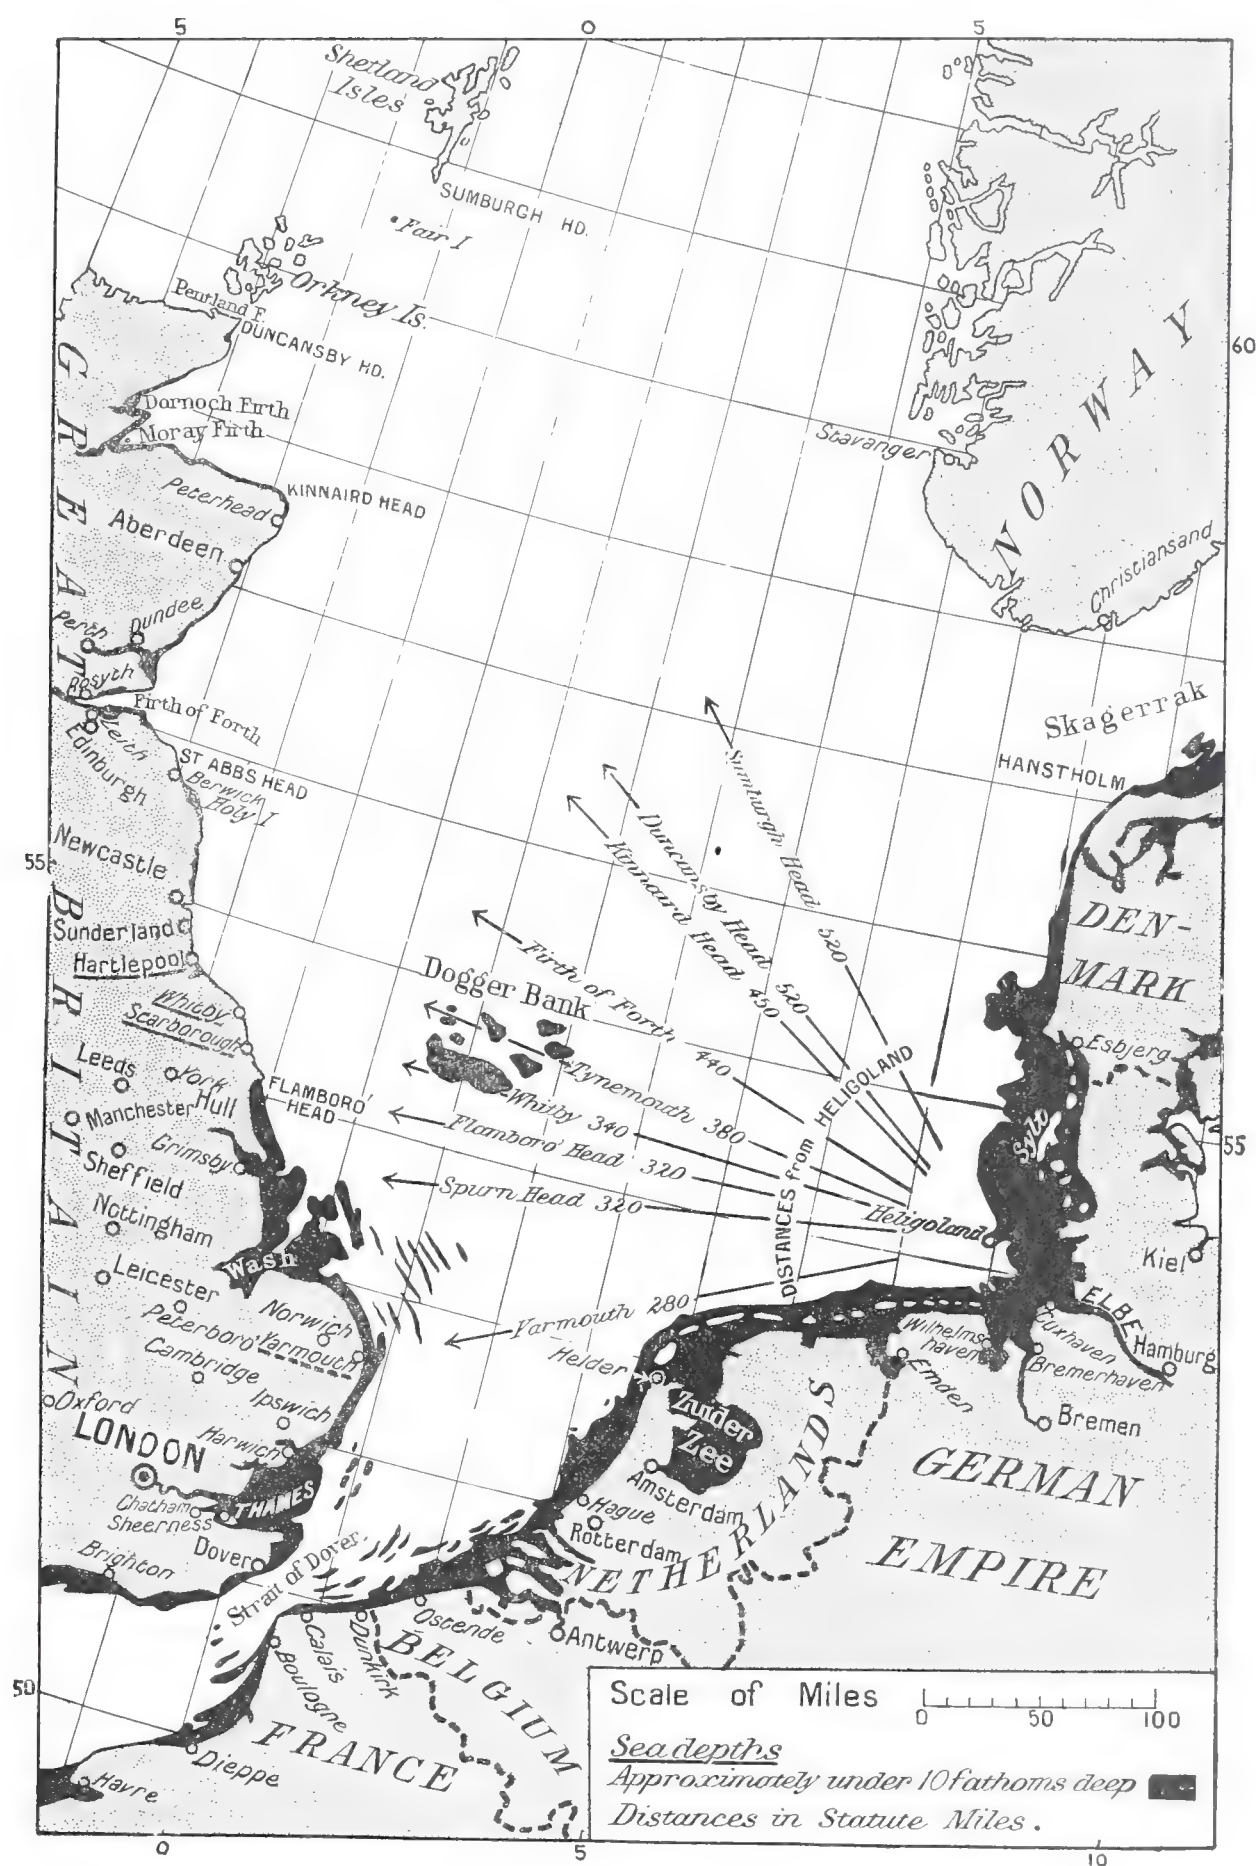 5 0 5
Shetland
Isles
SUMBURGH HD.
Fair I
Orkney Is.
Pentland F.
DUNCANSBY HD.
60
Dornoch Firth
Moray Firth
Stavanger
NORWAY
KINNAIRD HEAD
Peterhead
Aberdeen
Christiansand
Dundee
Perth
Rosyth
Firth of Forth
Skagerrak
Leith
Edinburgh
ST ABBS HEAD
Berwick
Holy I
HANSTHOLM
GREAT BRITAIN
Sumburgh Head 520
Duncansby Head 520
Kinnaird Head 450
Newcastle
55
Sunderland
Hartlepool
DEN-
MARK
Firth of Forth 440
Dogger Bank
Whitby
Scarborough
Esbjerg
Leeds
York
Hull
Manchester
FLAMBORO'
HEAD
Tynemouth 380
Whitby 340
Flamboro' Head 320
DISTANCES from HELIGOLAND
Sylt
55
Grimsby
Sheffield
Spurn Head 320
Heligoland
Nottingham
Kiel
Wash
Leicester
Peterboro'
Norwich
Yarmouth
Yarmouth 280
ELBE
Cuxhaven
Hamburg
Wilhelms
haven
Bremerhaven
Helder
Emden
Cambridge
Oxford
Ipswich
Bremen
Zuider
Zee
LONDON
Harwich
GERMAN
EMPIRE
Amsterdam
Chatham
Sheerness
THAMES
Hague
Rotterdam
NETHERLANDS
Dover
Brighton
Strait of Dover
Ostende
Antwerp
Calais
Dunkirk
Boulogne
BELGIUM
50
FRANCE
Dieppe
Havre
Scale of Miles
0 50 100
Sea depths
Approximately under 10 fathoms deep
Distances in Statute Miles.
0 5 10